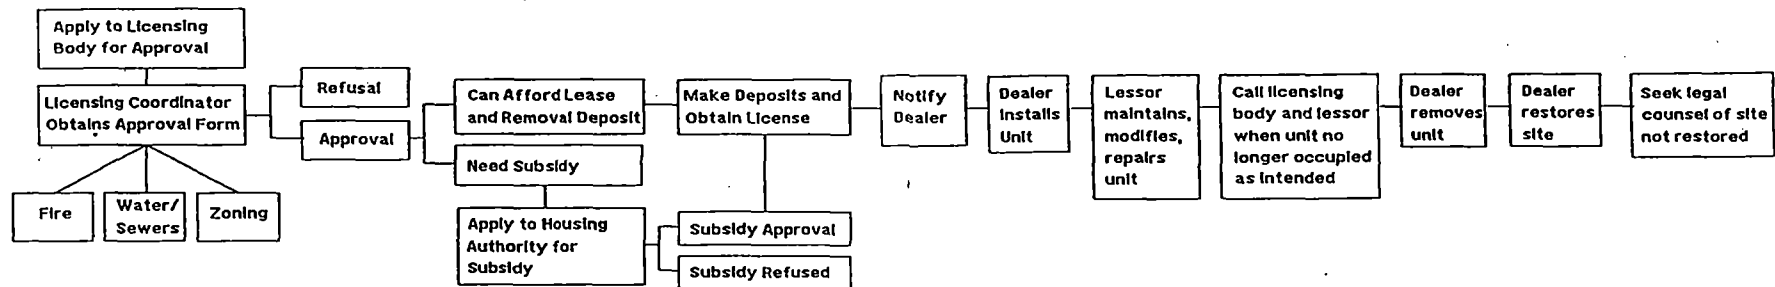 Apply to Licensing
Body for Approval
Licensing Coordinator
Obtains Approval Form
Fire
Water/
Sewers
Zoning
Refusal
Approval
Can Afford Lease
and Removal Deposit
Need Subsidy
Apply to Housing
Authority for
Subsidy
Make Deposits and
Obtain License
Subsidy Approval
Subsidy Refused
Notify
Dealer
Dealer
Installs
Unit
Lessor
maintains,
modifies,
repairs
unit
Call licensing
body and lessor
when unit no
longer occupied
as intended
Dealer
removes
unit
Dealer
restores
site
Seek legal
counsel of site
not restored